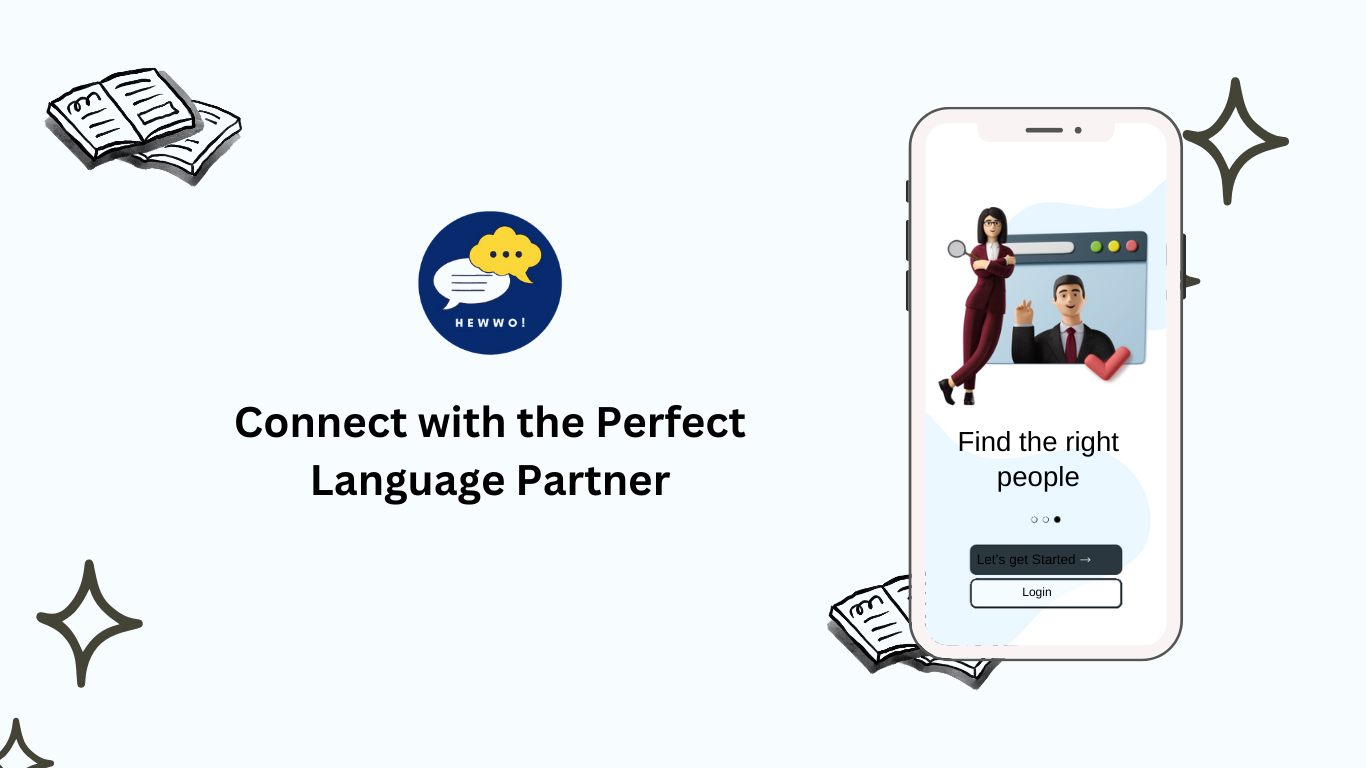 HEWWO!
Connect with the Perfect
Language Partner
Find the right
people
Let's get Started →
Login